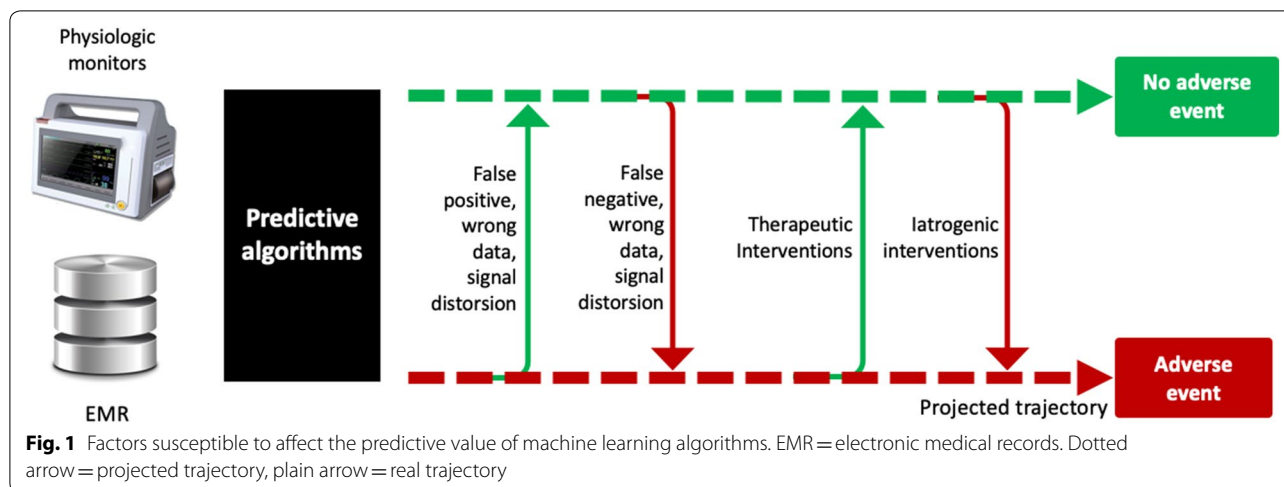 Physiologic
monitors
EMR
Predictive
algorithms
False
positive,
wrong
data,
signal
distorsion
False
negative,
wrong
data,
signal
distorsion
Therapeutic
Interventions
Iatrogenic
interventions
No adverse
event
Adverse
event
Projected trajectory
Fig. 1 Factors susceptible to affect the predictive value of machine learning algorithms. EMR = electronic medical records. Dotted
arrow = projected trajectory, plain arrow = real trajectory